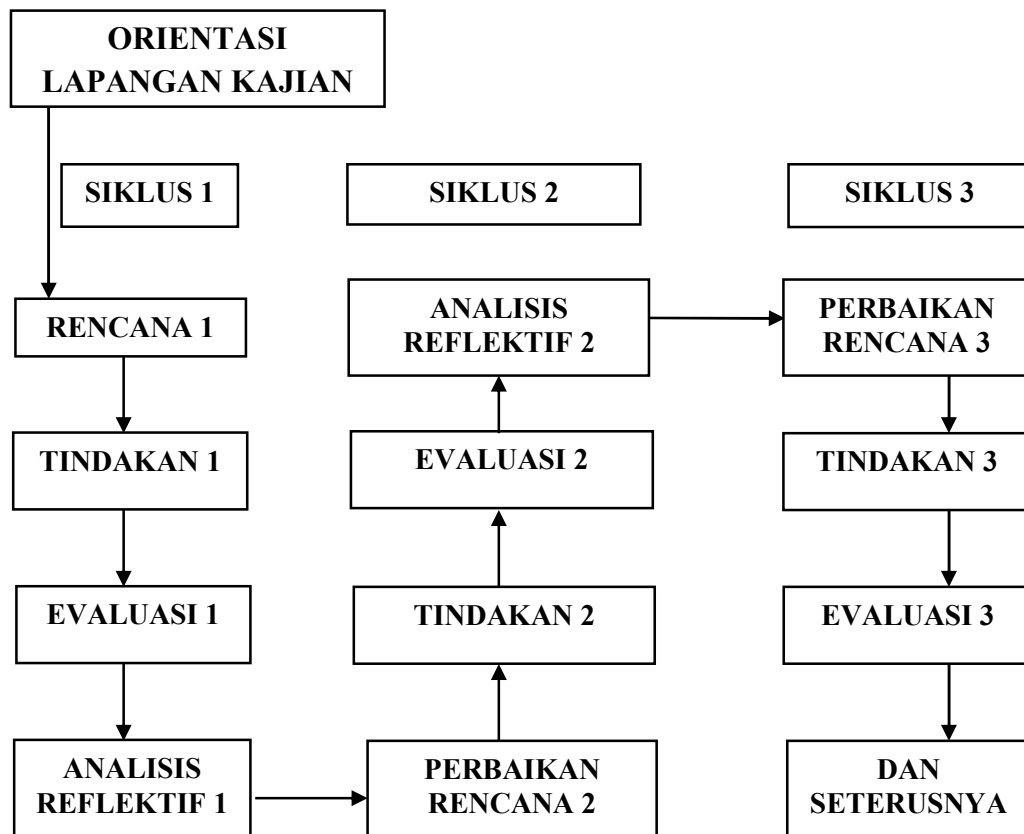 ORIENTASI
LAPANGAN KAJIAN
SIKLUS 1
SIKLUS 2
SIKLUS 3
RENCANA 1
TINDAKAN 1
EVALUASI 1
ANALISIS
REFLEKTIF 1
PERBAIKAN
RENCANA 2
TINDAKAN 2
EVALUASI 2
ANALISIS
REFLEKTIF 2
PERBAIKAN
RENCANA 3
TINDAKAN 3
EVALUASI 3
DAN
SETERUSNYA